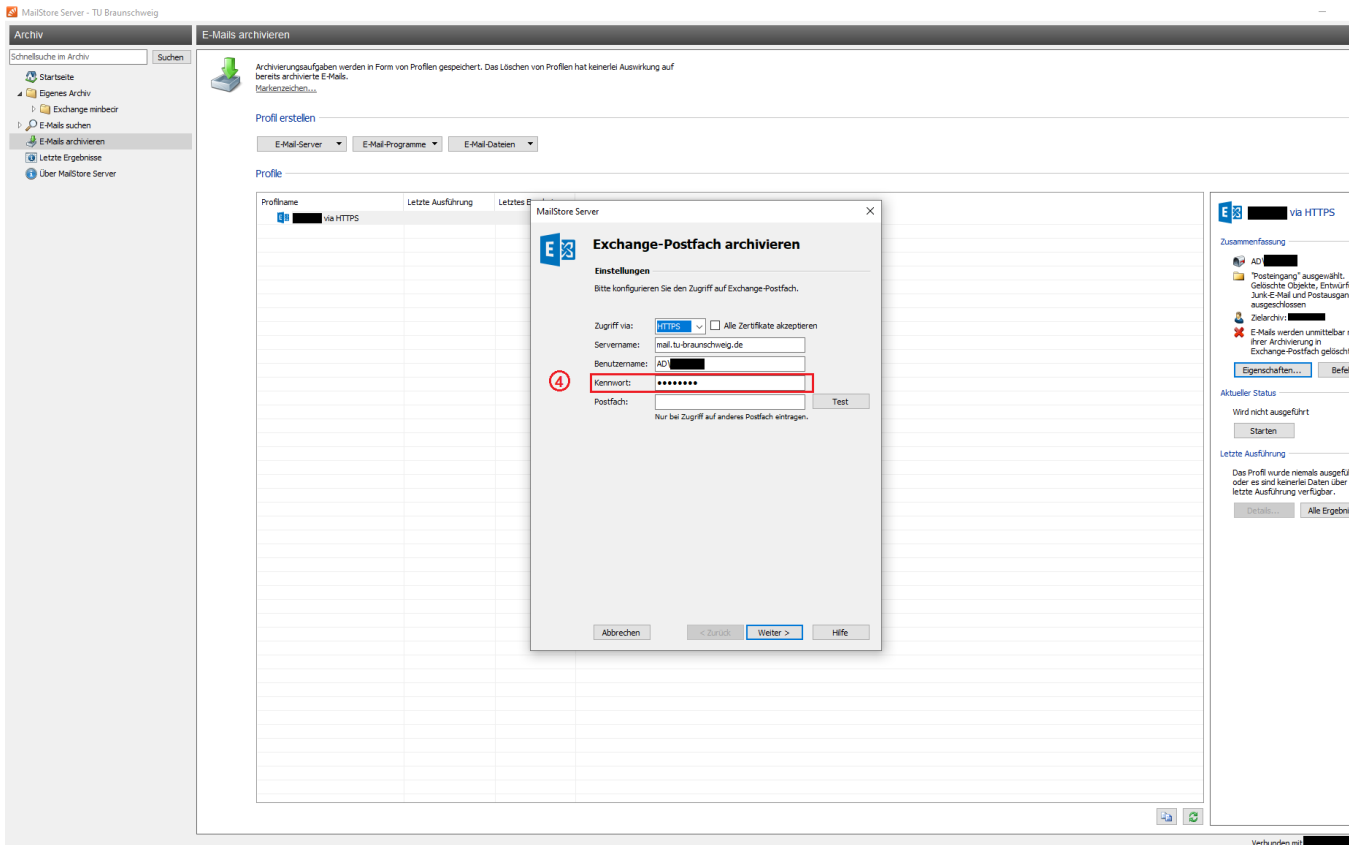 MailStore Server - TU Braunschweig
Archiv
E-Mails archivieren
Schnellsuche im Archiv
Suchen
Startseite
Eigenes Archiv
Exchange minbecir
E-Mails suchen
E-Mails archivieren
Letzte Ergebnisse
Über MailStore Server
Archivierungsaufgaben werden in Form von Profilen gespeichert. Das Löschen von Profilen hat keinerlei Auswirkung auf
bereits archivierte E-Mails.
Markenzeichen...
Profil erstellen
E-Mail-Server
E-Mail-Programme
E-Mail-Dateien
Profile
Profilname
Letzte Ausführung
Letztes
via HTTPS
MailStore Server
Exchange-Postfach archivieren
Einstellungen
Bitte konfigurieren Sie den Zugriff auf Exchange-Postfach.
Zugriff via:
HTTPS
Alle Zertifikate akzeptieren
Servername:
mail.tu-braunschweig.de
Benutzername:
AD\
4
Kennwort:
Postfach:
Test
Nur bei Zugriff auf anderes Postfach eintragen.
Abbrechen
< Zurück
Weiter >
Hilfe
via HTTPS
Zusammenfassung
AD\
"Posteingang" ausgewählt.
Gelöschte Objekte, Entwürf
Junk-E-Mail und Postausgan
ausgeschlossen
Zielarchiv:
E-Mails werden unmittelbar
ihrer Archivierung in
Exchange-Postfach gelöscht
Eigenschaften...
Befe
Aktueller Status
Wird nicht ausgeführt
Starten
Letzte Ausführung
Das Profil wurde niemals ausgefü
oder es sind keinerlei Daten über
letzte Ausführung verfügbar.
Details...
Alle Ergebni
Verbunden mit